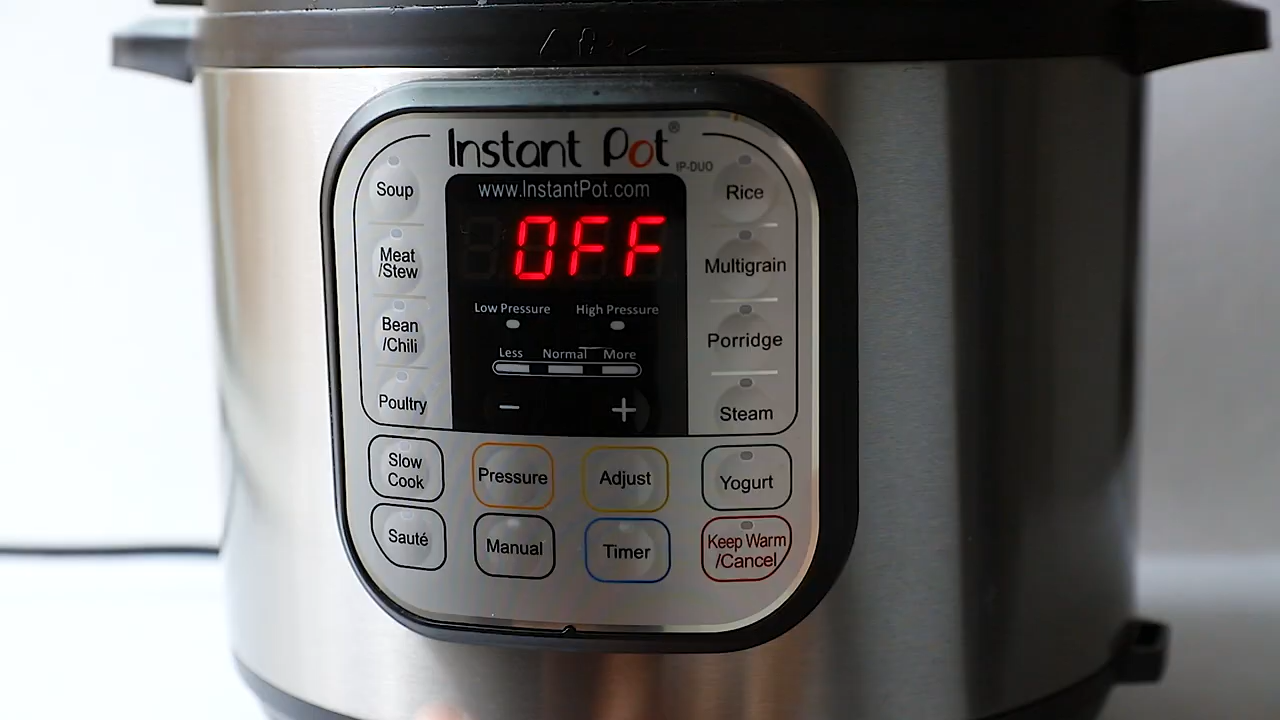 Instant Pot®
IP-DUO
www.InstantPot.com
OFF
Low Pressure High Pressure
Less Normal More
− +
Soup
Meat
/Stew
Bean
/Chili
Poultry
Rice
Multigrain
Porridge
Steam
Slow
Cook
Pressure
Adjust
Yogurt
Sauté
Manual
Timer
Keep Warm
/Cancel